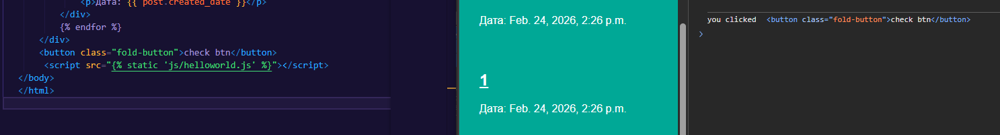 <p>Дата: {{ post.created_date }}</p>
</div>
{% endfor %}
</div>
<button class="fold-button">check btn</button>
<script src="{% static 'js/helloworld.js' %}"></script>
</body>
</html>
Дата: Feb. 24, 2026, 2:26 p.m.
1
Дата: Feb. 24, 2026, 2:26 p.m.
you clicked <button class="fold-button">check btn</button>